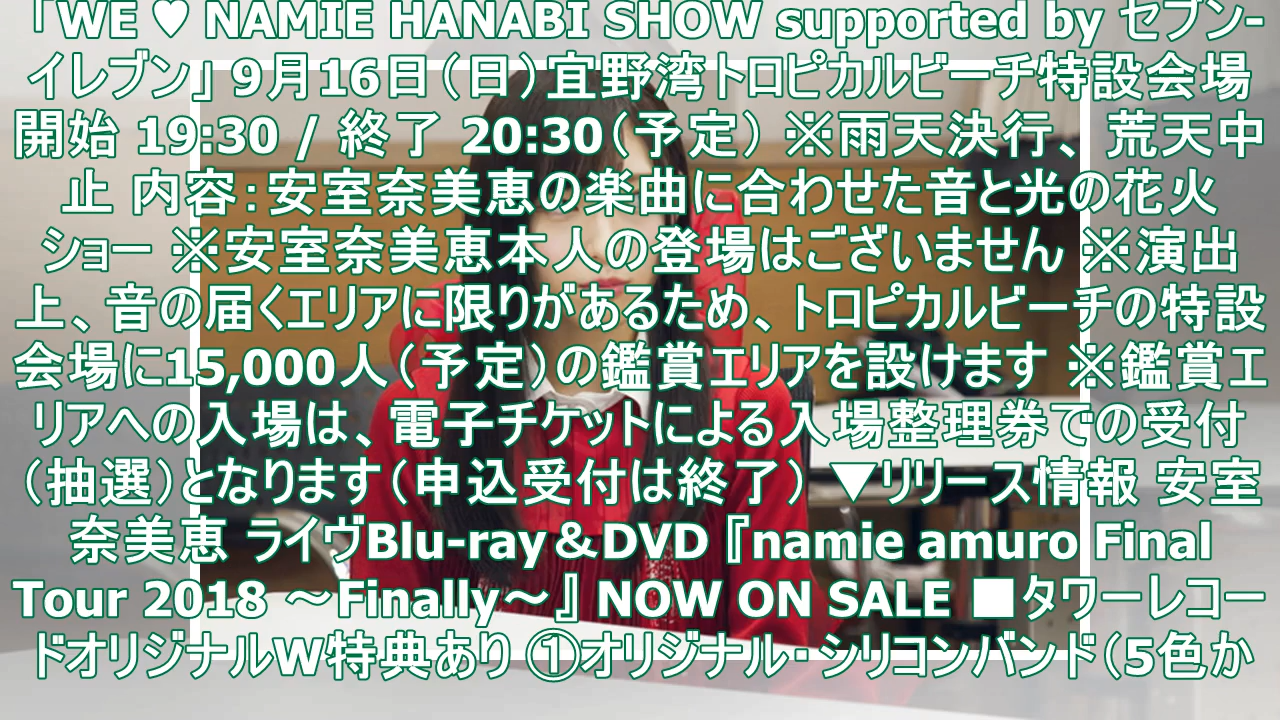 「WE ♥ NAMIE HANABI SHOW supported by セブン-
イレブン」 9月16日（日）宜野湾トロピカルビーチ特設会場
開始 19:30 / 終了 20:30（予定） ※雨天決行、荒天中
止 内容：安室奈美恵の楽曲に合わせた音と光の花火
ショー ※安室奈美恵本人の登場はございません ※演出
上、音の届くエリアに限りがあるため、トロピカルビーチの特設
会場に15,000人（予定）の鑑賞エリアを設けます ※鑑賞エ
リアへの入場は、電子チケットによる入場整理券での受付
（抽選）となります（申込受付は終了） ▼リリース情報 安室
奈美恵 ライヴBlu-ray＆DVD『namie amuro Final
Tour 2018 ～Finally～』 NOW ON SALE ■タワーレコー
ドオリジナルW特典あり ①オリジナル・シリコンバンド（5色か